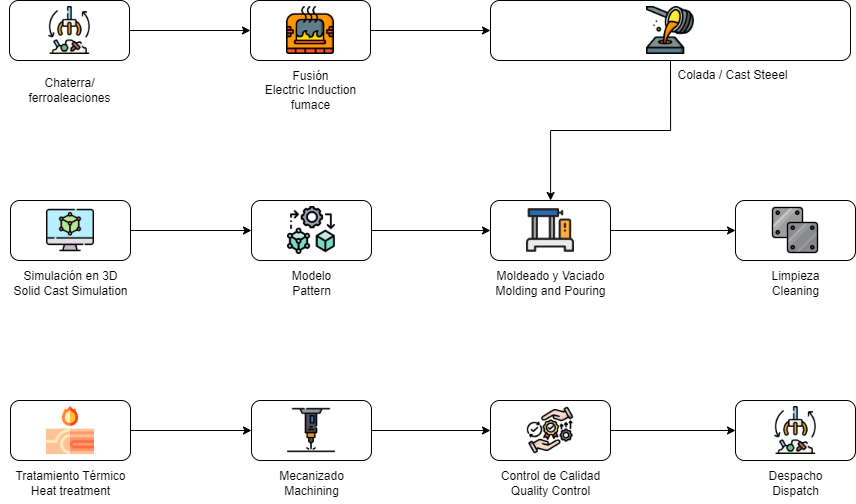 Chaterra/
ferroaleaciones
Fusión
Electric Induction
fumace
Colada / Cast Steeel
Simulación en 3D
Solid Cast Simulation
Modelo
Pattern
Moldeado y Vaciado
Molding and Pouring
Limpieza
Cleaning
Tratamiento Térmico
Heat treatment
Mecanizado
Machining
Control de Calidad
Quality Control
Despacho
Dispatch